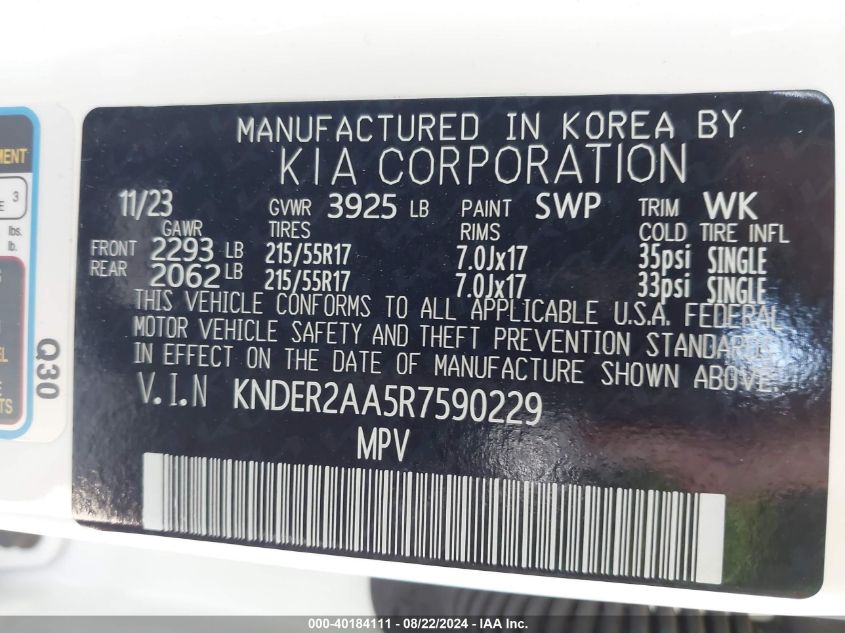 MANUFACTURED IN KOREA BY
KIA CORPORATION
11/23 GVWR 3925 LB PAINT SWP TRIM WK
GAWR TIRES RIMS COLD TIRE INFL
FRONT 2293 LB 215/55R17 7.0Jx17 35psi SINGLE
REAR 2062 LB 215/55R17 7.0Jx17 33psi SINGLE
THIS VEHICLE CONFORMS TO ALL APPLICABLE U.S.A. FEDERAL
MOTOR VEHICLE SAFETY AND THEFT PREVENTION STANDARDS
IN EFFECT ON THE DATE OF MANUFACTURE SHOWN ABOVE.
V.I.N KNDER2AA5R7590229
MPV
3
lbs.
lb.
Q30
000-40184111 - 08/22/2024 - IAA Inc.